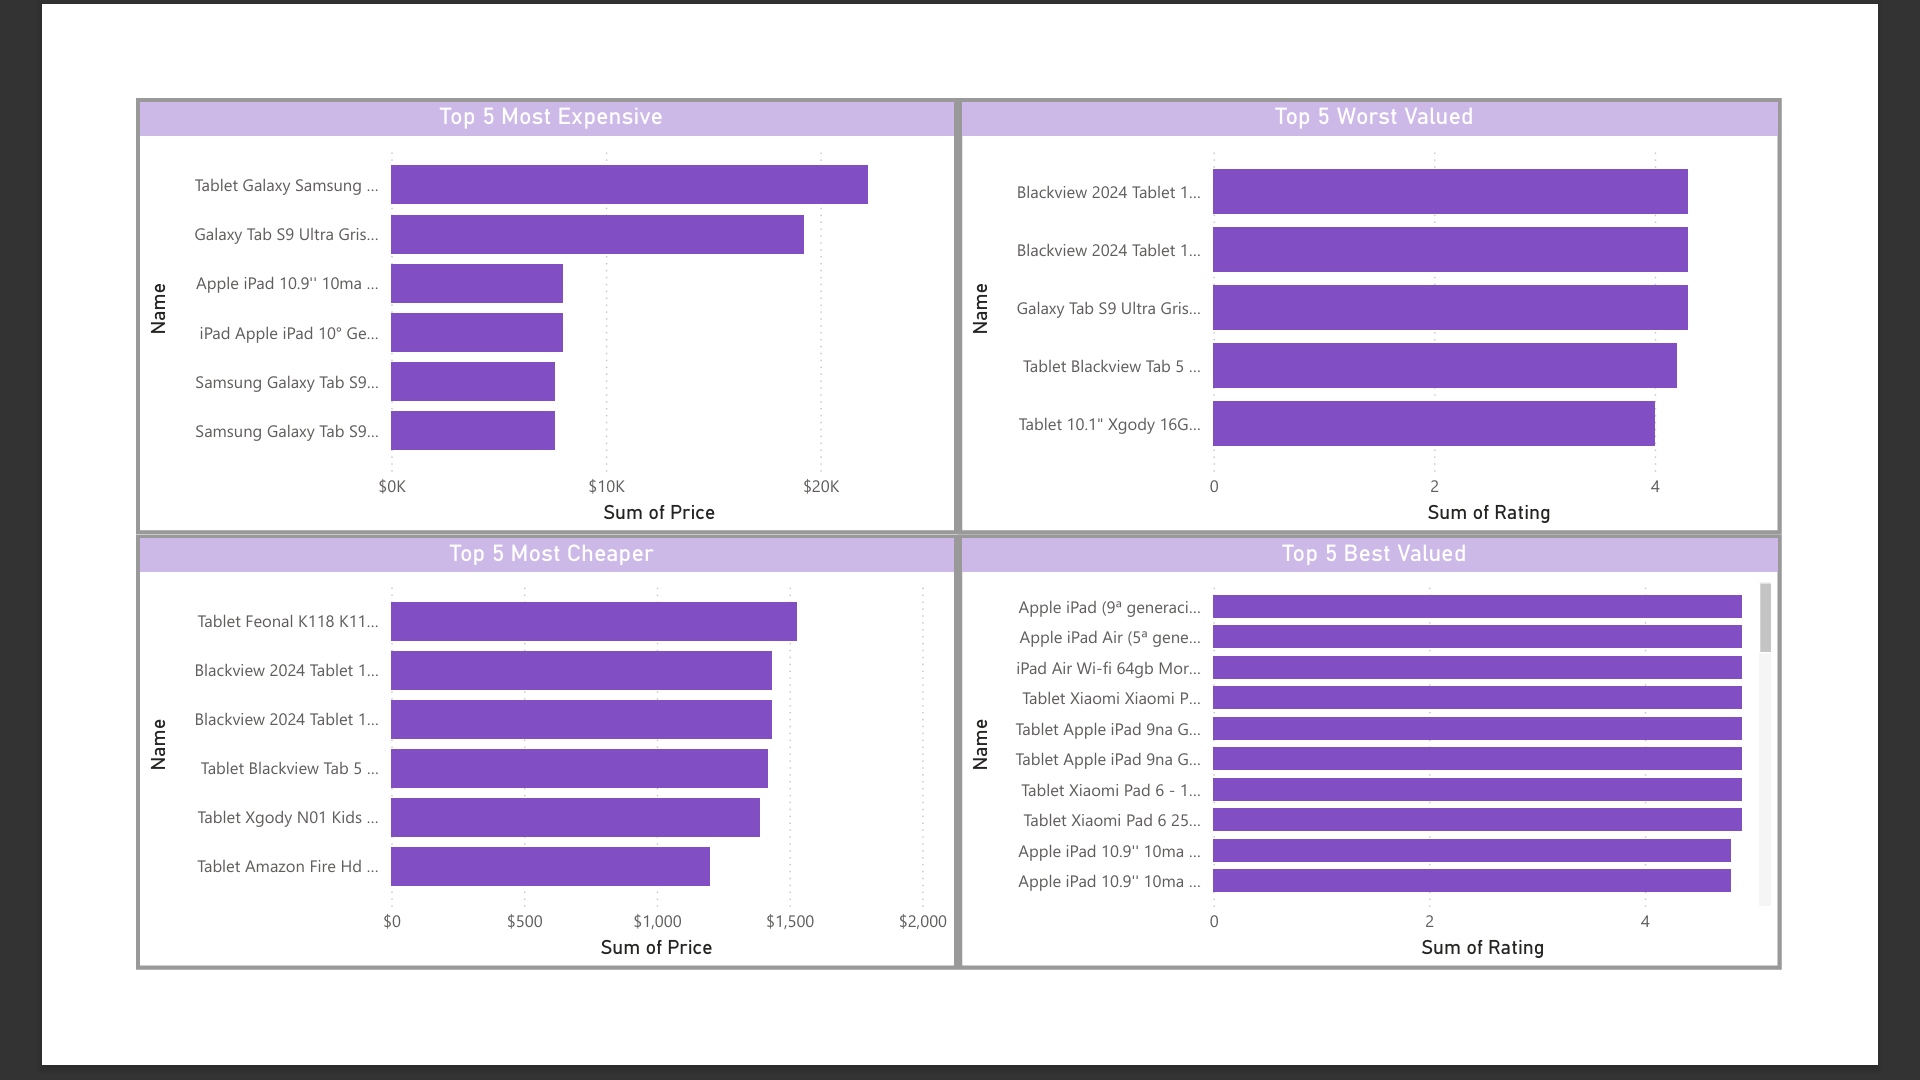 Top 5 Most Expensive
Name
Tablet Galaxy Samsung ...
Galaxy Tab S9 Ultra Gris...
Apple iPad 10.9'' 10ma ...
iPad Apple iPad 10° Ge...
Samsung Galaxy Tab S9...
Samsung Galaxy Tab S9...
$0K $10K $20K
Sum of Price
Top 5 Worst Valued
Name
Blackview 2024 Tablet 1...
Blackview 2024 Tablet 1...
Galaxy Tab S9 Ultra Gris...
Tablet Blackview Tab 5 ...
Tablet 10.1" Xgody 16G...
0 2 4
Sum of Rating
Top 5 Most Cheaper
Name
Tablet Feonal K118 K11...
Blackview 2024 Tablet 1...
Blackview 2024 Tablet 1...
Tablet Blackview Tab 5 ...
Tablet Xgody N01 Kids ...
Tablet Amazon Fire Hd ...
$0 $500 $1,000 $1,500 $2,000
Sum of Price
Top 5 Best Valued
Name
Apple iPad (9ª generaci...
Apple iPad Air (5ª gene...
iPad Air Wi-fi 64gb Mor...
Tablet Xiaomi Xiaomi P...
Tablet Apple iPad 9na G...
Tablet Apple iPad 9na G...
Tablet Xiaomi Pad 6 - 1...
Tablet Xiaomi Pad 6 25...
Apple iPad 10.9'' 10ma ...
Apple iPad 10.9'' 10ma ...
0 2 4
Sum of Rating